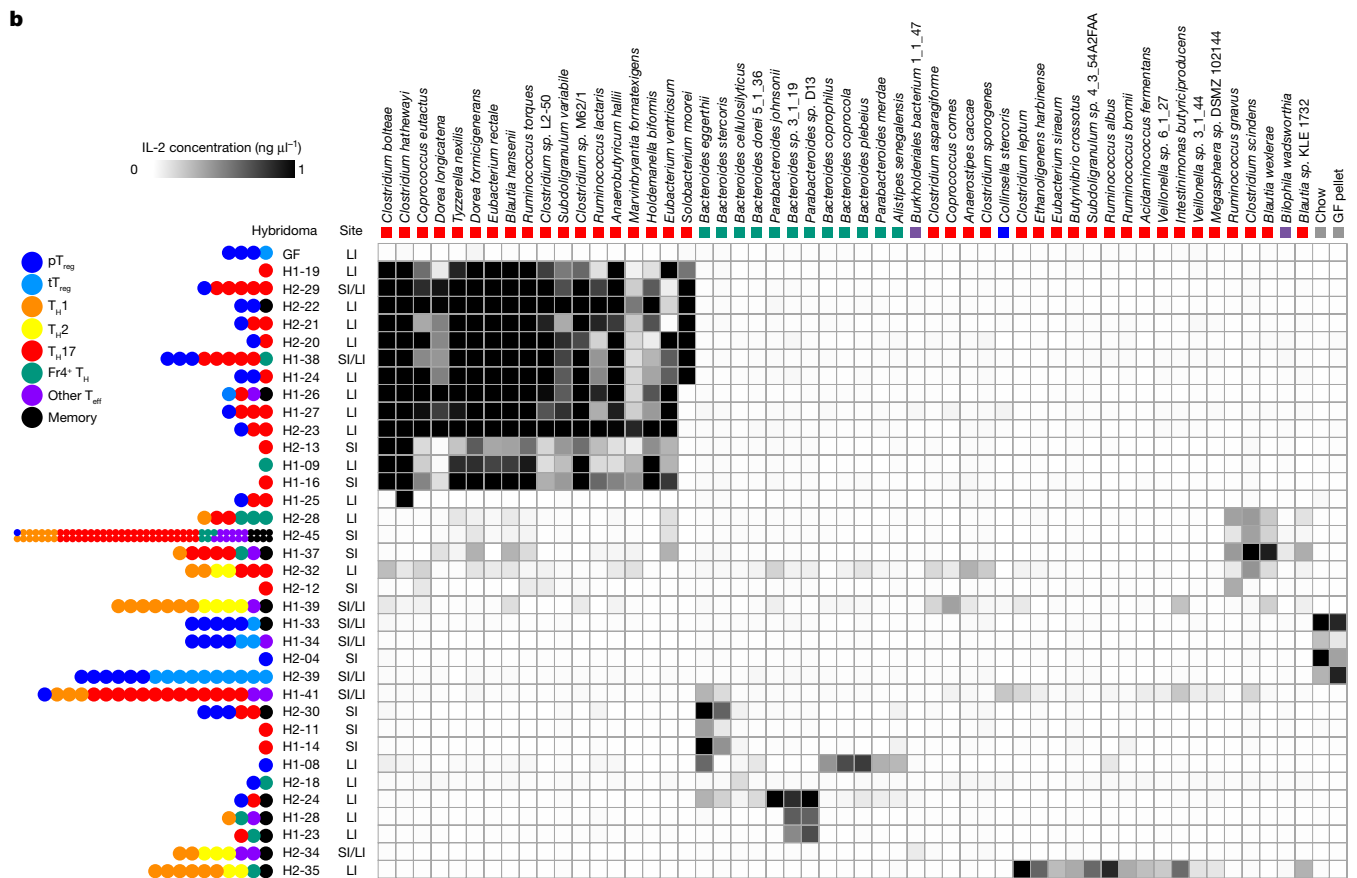 b
IL-2 concentration (ng μl⁻¹)
0
1
Hybridoma
Site
Clostridium bolteae
Clostridium hathewayi
Coprococcus eutactus
Dorea longicatena
Tyzzerella nexilis
Dorea formicigenerans
Eubacterium rectale
Blautia hansenii
Ruminococcus torques
Clostridium sp. L2-50
Subdoligranulum variabile
Clostridium sp. M62/1
Ruminococcus lactaris
Anaerobutyricum hallii
Marvinbryantia formatexigens
Holdemanella biformis
Eubacterium ventriosum
Solobacterium moorei
Bacteroides eggerthii
Bacteroides stercoris
Bacteroides cellulosilyticus
Bacteroides dorei 5_1_36
Parabacteroides johnsonii
Bacteroides sp. 3_1_19
Parabacteroides sp. D13
Bacteroides coprophilus
Bacteroides coprocola
Bacteroides plebeius
Parabacteroides merdae
Alistipes senegalensis
Burkholderiales bacterium 1_1_47
Clostridium asparagiforme
Coprococcus comes
Anaerostipes caccae
Clostridium sporogenes
Collinsella stercoris
Clostridium leptum
Ethanoligenens harbinense
Eubacterium siraeum
Butyrivibrio crossotus
Subdoligranulum sp. 4_3_54A2FAA
Ruminococcus albus
Ruminococcus bromii
Acidaminococcus fermentans
Veillonella sp. 6_1_27
Intestinimonas butyriciproducens
Veillonella sp. 3_1_44
Megasphaera sp. DSMZ 102144
Ruminococcus gnavus
Clostridium scindens
Blautia wexlerae
Bilophila wadsworthia
Blautia sp. KLE 1732
Chow
GF pellet
pTreg
tTreg
TH1
TH2
TH17
Fr4⁺ TH
Other Teff
Memory
GF LI
H1-19 LI
H2-29 SI/LI
H2-22 LI
H2-21 LI
H2-20 LI
H1-38 SI/LI
H1-24 LI
H1-26 LI
H1-27 LI
H2-23 LI
H2-13 SI
H1-09 LI
H1-16 SI
H1-25 LI
H2-28 LI
H2-45 SI
H1-37 SI
H2-32 LI
H2-12 SI
H1-39 SI/LI
H1-33 SI/LI
H1-34 SI/LI
H2-04 SI
H2-39 SI/LI
H1-41 SI/LI
H2-30 SI
H2-11 SI
H1-14 SI
H1-08 LI
H2-18 LI
H2-24 LI
H1-28 LI
H1-23 LI
H2-34 SI/LI
H2-35 LI